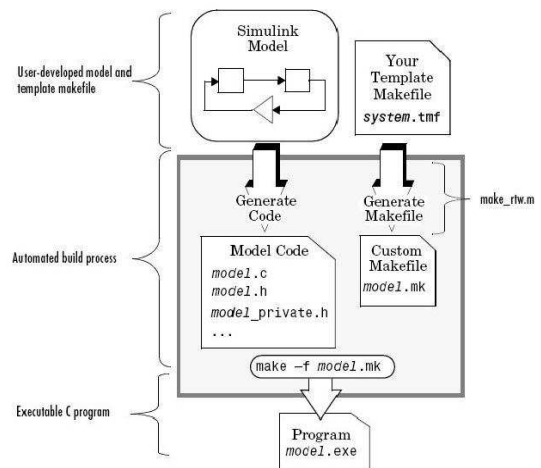 Simulink
Model
User-developed model and
template makefile
Your
Template
Makefile
system.tmf
Generate
Code
Generate
Makefile
make_rtw.m
Automated build process
Model Code
model.c
model.h
model_private.h
...
Custom
Makefile
model.mk
make –f model.mk
Executable C program
Program
model.exe